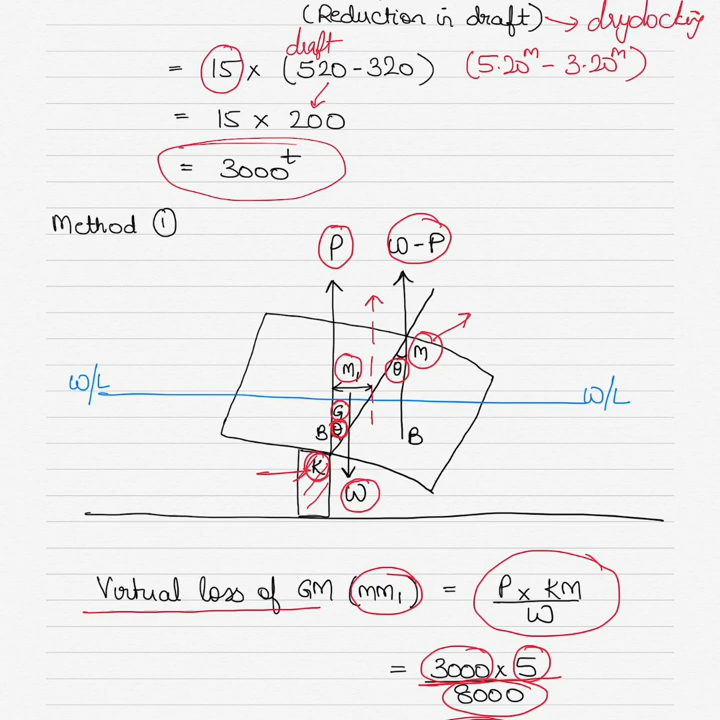 (Reduction in draft) → drydocking
draft
= 15 × (520 - 320) (5.20ᵐ - 3.20ᵐ)
= 15 × 200
= 3000ᵗ
Method ①
P W-P
M
M₁ θ
W/L W/L
G
B θ B
K
W
Virtual loss of GM (MM₁) = P × KM / W
= 3000 × 5 / 8000